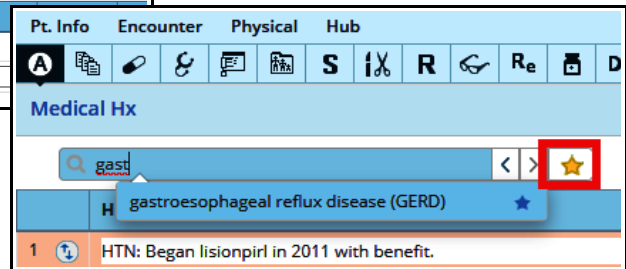 Pt. Info Encounter Physical Hub
A S R Re D
Medical Hx
gast < >
gastroesophageal reflux disease (GERD)
H
1 HTN: Began lisionpirl in 2011 with benefit.